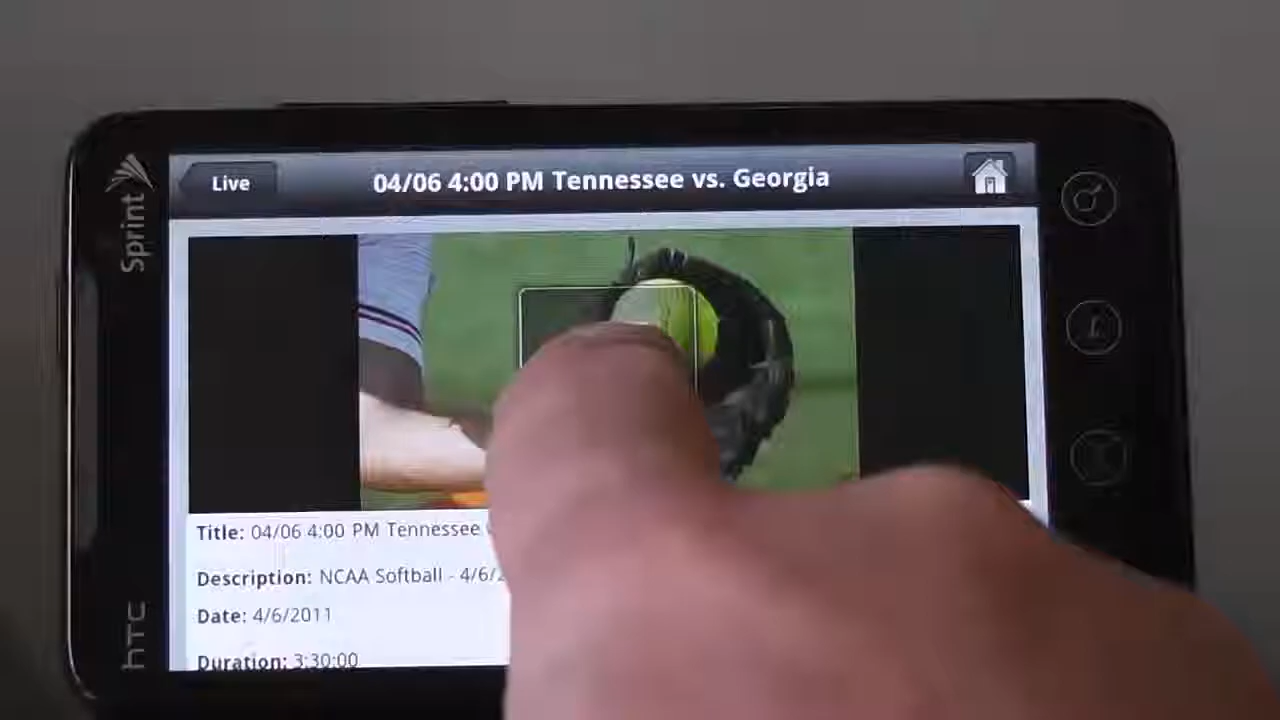 Sprint
Live
04/06 4:00 PM Tennessee vs. Georgia
Title: 04/06 4:00 PM Tennessee
Description: NCAA Softball - 4/6/
Date: 4/6/2011
Duration: 3:30:00
hTC